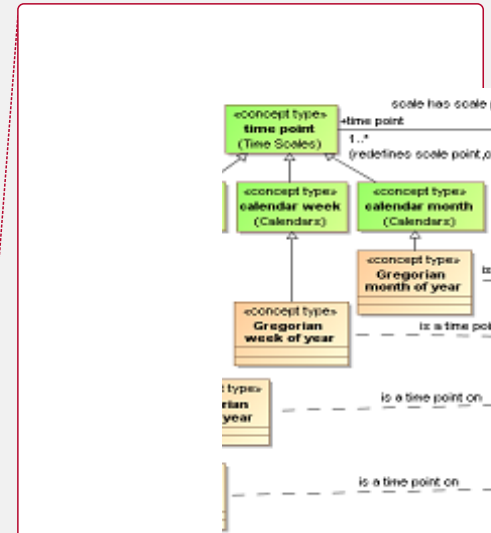 scale has scale
«concept type»
time point
(Time Scales)
+time point
1..*
(redefines scale point,
«concept type»
calendar week
(Calendars)
«concept type»
calendar month
(Calendars)
«concept type»
Gregorian
month of year
is
«concept type»
Gregorian
week of year
is a time poi
type»
rian
year
is a time point on
is a time point on